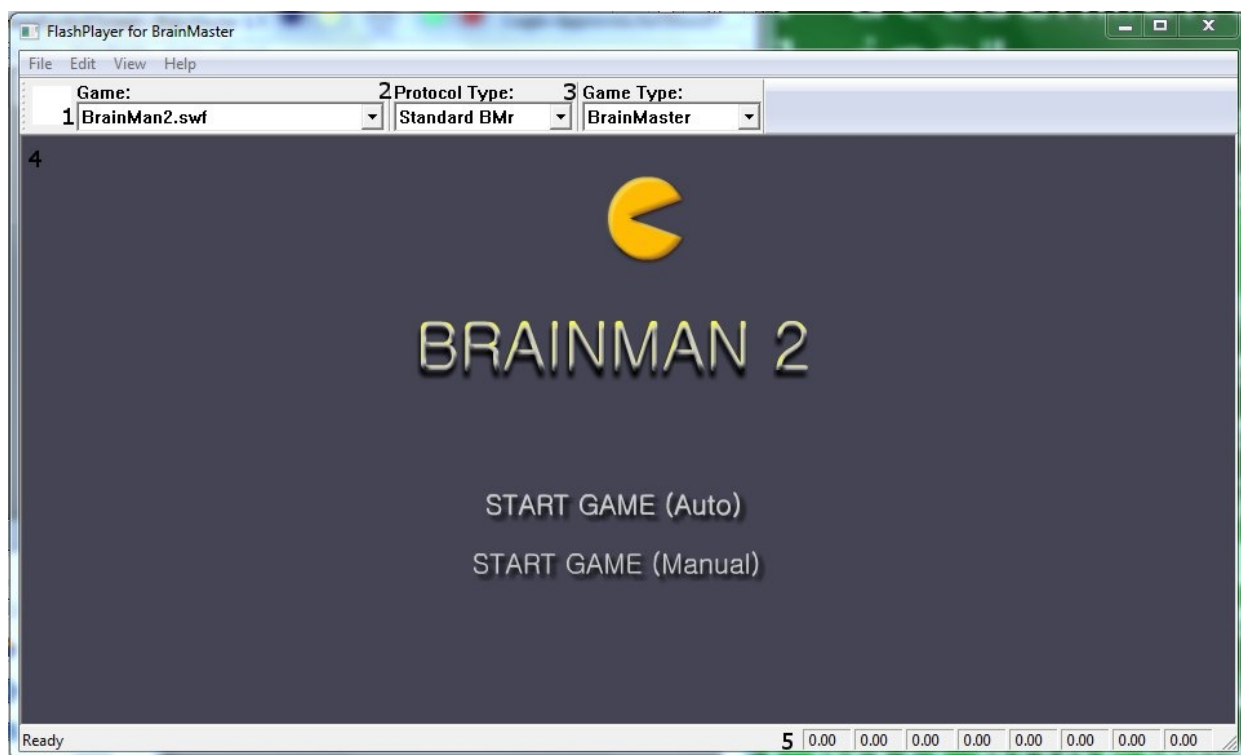 FlashPlayer for BrainMaster
File Edit View Help
Game: 2 Protocol Type: 3 Game Type:
1 BrainMan2.swf Standard BMr BrainMaster
4
BRAINMAN 2
START GAME (Auto)
START GAME (Manual)
Ready 5 0.00 0.00 0.00 0.00 0.00 0.00 0.00 0.00